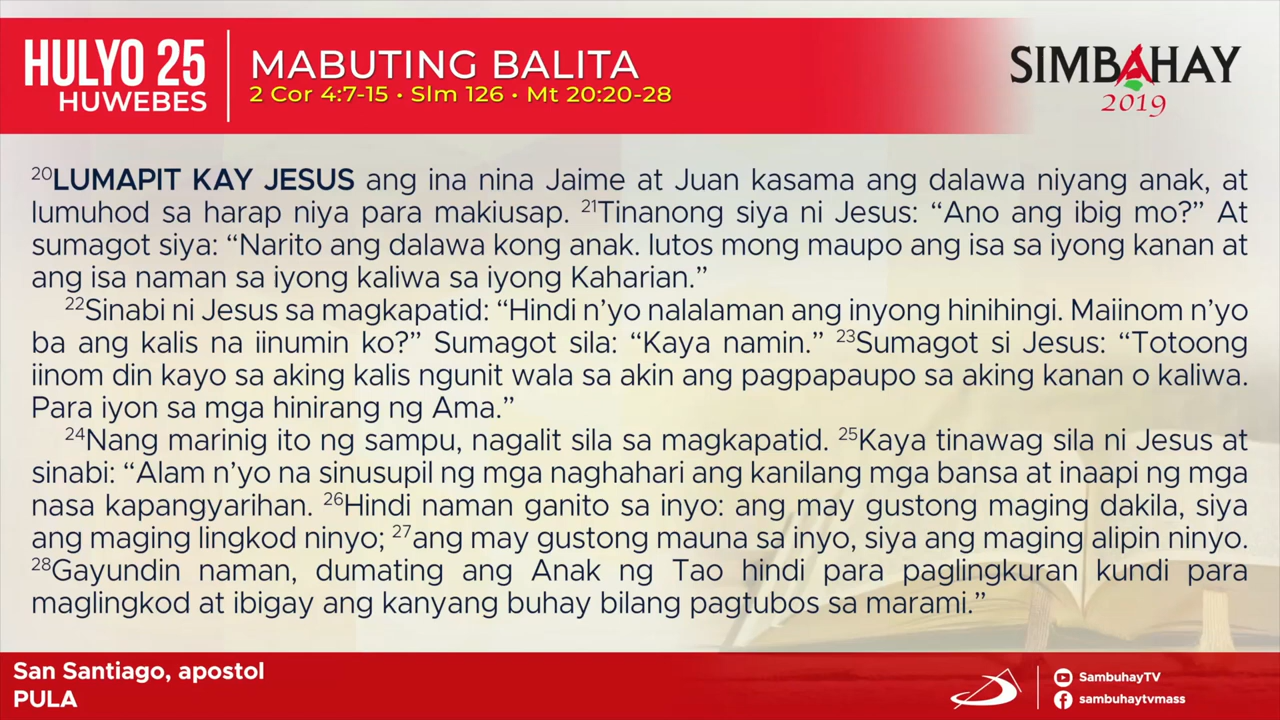 HULYO 25
HUWEBES
MABUTING BALITA
2 Cor 4:7-15 • Slm 126 • Mt 20:20-28
SIMBAHAY
2019
20LUMAPIT KAY JESUS ang ina nina Jaime at Juan kasama ang dalawa niyang anak, at
lumuhod sa harap niya para makiusap. 21Tinanong siya ni Jesus: “Ano ang ibig mo?” At
sumagot siya: “Narito ang dalawa kong anak. Iutos mong maupo ang isa sa iyong kanan at
ang isa naman sa iyong kaliwa sa iyong Kaharian.”
22Sinabi ni Jesus sa magkapatid: “Hindi n’yo nalalaman ang inyong hinihingi. Maiinom n’yo
ba ang kalis na iinumin ko?” Sumagot sila: “Kaya namin.” 23Sumagot si Jesus: “Totoong
iinom din kayo sa aking kalis ngunit wala sa akin ang pagpapaupo sa aking kanan o kaliwa.
Para iyon sa mga hinirang ng Ama.”
24Nang marinig ito ng sampu, nagalit sila sa magkapatid. 25Kaya tinawag sila ni Jesus at
sinabi: “Alam n’yo na sinusupil ng mga naghahari ang kanilang mga bansa at inaapi ng mga
nasa kapangyarihan. 26Hindi naman ganito sa inyo: ang may gustong maging dakila, siya
ang maging lingkod ninyo; 27ang may gustong mauna sa inyo, siya ang maging alipin ninyo.
28Gayundin naman, dumating ang Anak ng Tao hindi para paglingkuran kundi para
maglingkod at ibigay ang kanyang buhay bilang pagtubos sa marami.”
San Santiago, apostol
PULA
SambuhayTV
sambuhaytvmass